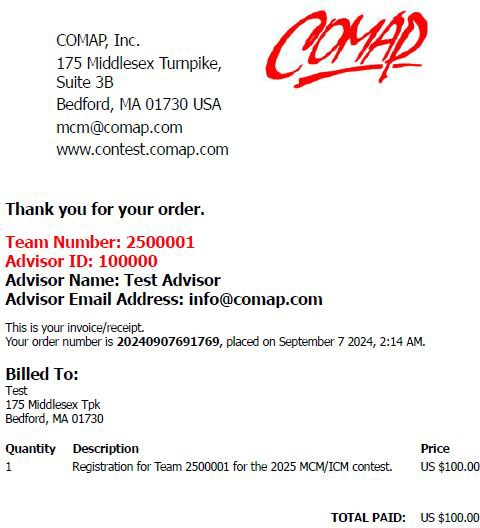 COMAP, Inc.
175 Middlesex Turnpike,
Suite 3B
Bedford, MA 01730 USA
mcm@comap.com
www.contest.comap.com
COMAP
Thank you for your order.
Team Number: 2500001
Advisor ID: 100000
Advisor Name: Test Advisor
Advisor Email Address: info@comap.com
This is your invoice/receipt.
Your order number is 20240907691769, placed on September 7 2024, 2:14 AM.
Billed To:
Test
175 Middlesex Tpk
Bedford, MA 01730
Quantity Description Price
1 Registration for Team 2500001 for the 2025 MCM/ICM contest. US $100.00
TOTAL PAID: US $100.00